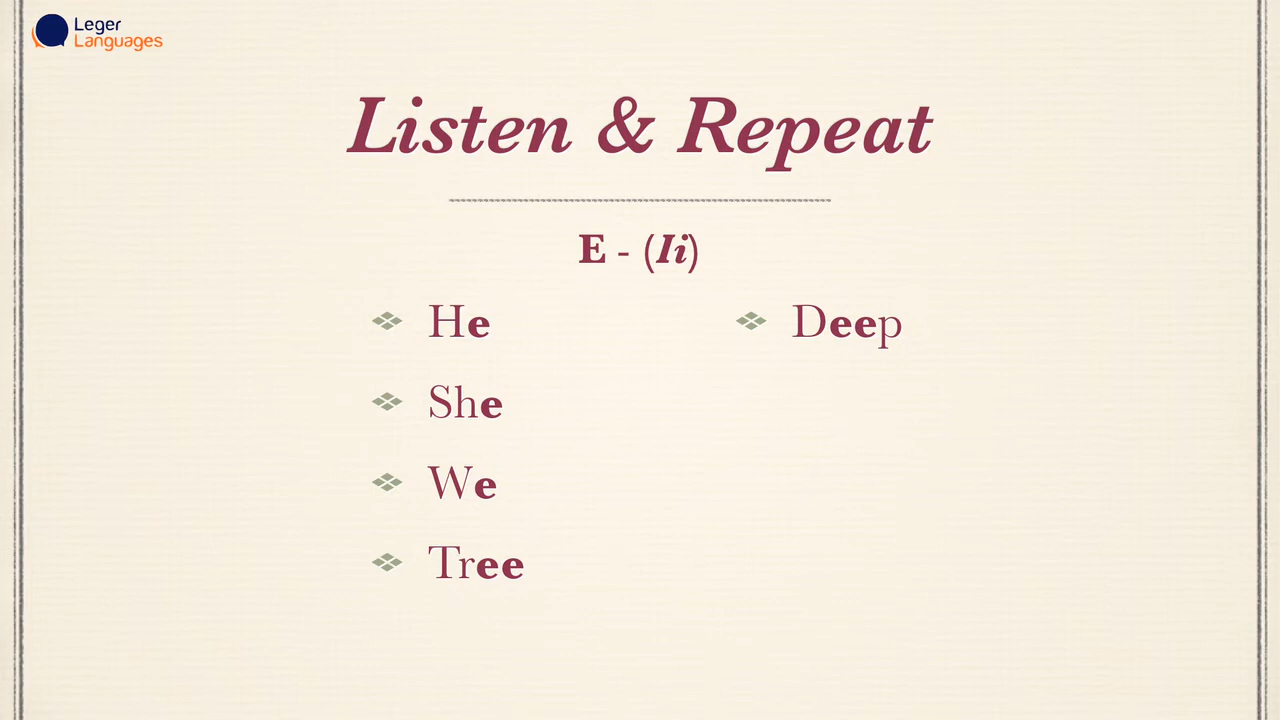 Leger
Languages
Listen & Repeat
E - (Ii)
He
She
We
Tree
Deep